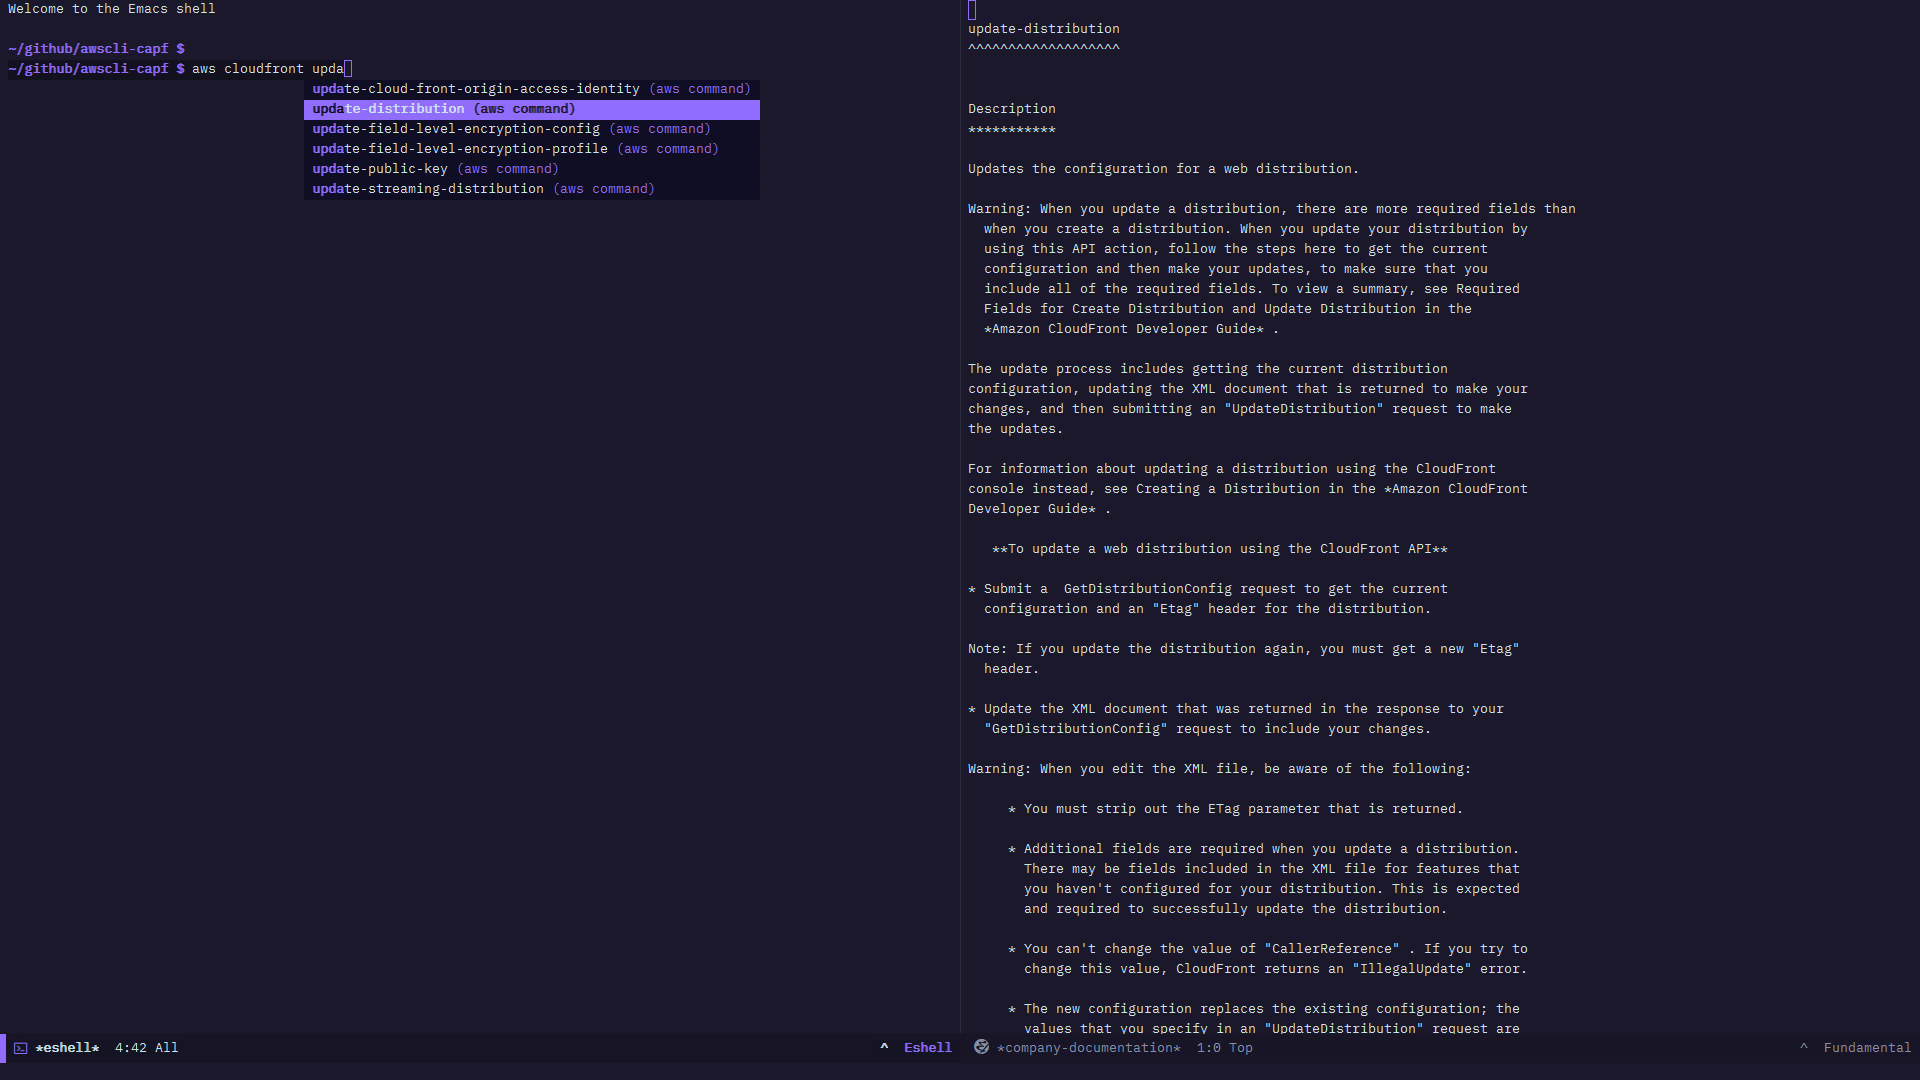 Welcome to the Emacs shell
~/github/awscli-capf $
~/github/awscli-capf $ aws cloudfront upda
update-cloud-front-origin-access-identity (aws command)
update-distribution (aws command)
update-field-level-encryption-config (aws command)
update-field-level-encryption-profile (aws command)
update-public-key (aws command)
update-streaming-distribution (aws command)
*eshell*  4:42 All
^  Eshell
update-distribution
^^^^^^^^^^^^^^^^^^^
Description
***********
Updates the configuration for a web distribution.
Warning: When you update a distribution, there are more required fields than
when you create a distribution. When you update your distribution by
using this API action, follow the steps here to get the current
configuration and then make your updates, to make sure that you
include all of the required fields. To view a summary, see Required
Fields for Create Distribution and Update Distribution in the
*Amazon CloudFront Developer Guide* .
The update process includes getting the current distribution
configuration, updating the XML document that is returned to make your
changes, and then submitting an "UpdateDistribution" request to make
the updates.
For information about updating a distribution using the CloudFront
console instead, see Creating a Distribution in the *Amazon CloudFront
Developer Guide* .
**To update a web distribution using the CloudFront API**
* Submit a  GetDistributionConfig request to get the current
configuration and an "Etag" header for the distribution.
Note: If you update the distribution again, you must get a new "Etag"
header.
* Update the XML document that was returned in the response to your
"GetDistributionConfig" request to include your changes.
Warning: When you edit the XML file, be aware of the following:
* You must strip out the ETag parameter that is returned.
* Additional fields are required when you update a distribution.
There may be fields included in the XML file for features that
you haven't configured for your distribution. This is expected
and required to successfully update the distribution.
* You can't change the value of "CallerReference" . If you try to
change this value, CloudFront returns an "IllegalUpdate" error.
* The new configuration replaces the existing configuration; the
values that you specify in an "UpdateDistribution" request are
*company-documentation*  1:0 Top
^  Fundamental